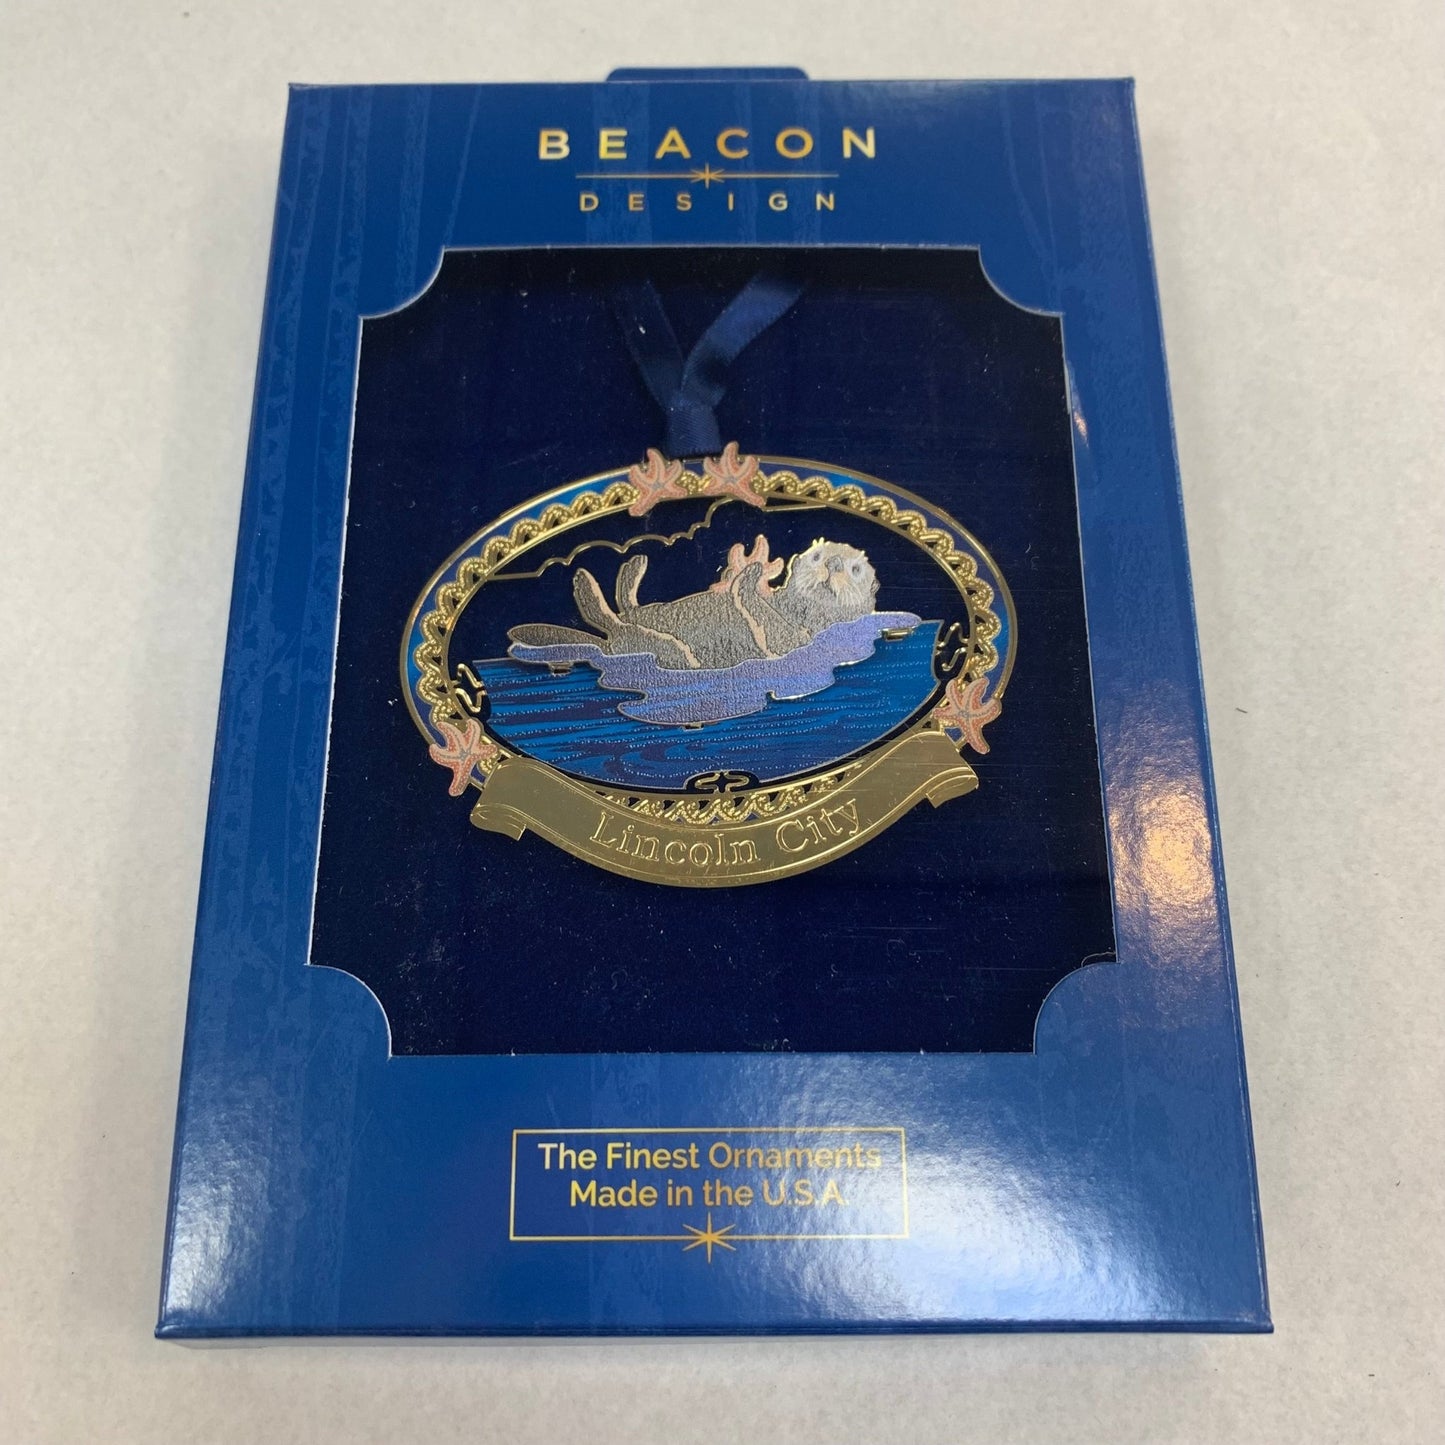 BEACON
DESIGN
Lincoln City
The Finest Ornaments
Made in the U.S.A.